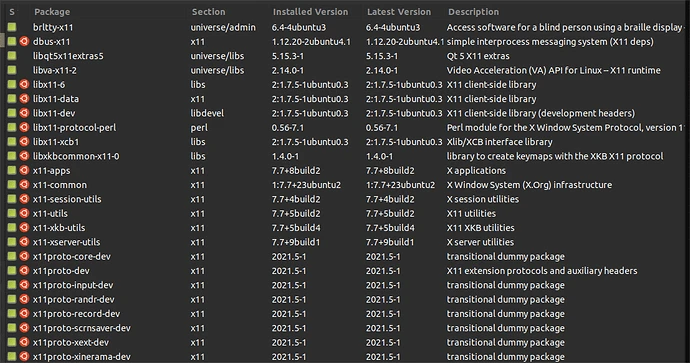 S Package Section Installed Version Latest Version Description
brltty-x11 universe/admin 6.4-4ubuntu3 6.4-4ubuntu3 Access software for a blind person using a braille display
dbus-x11 x11 1.12.20-2ubuntu4.1 1.12.20-2ubuntu4.1 simple interprocess messaging system (X11 deps)
libqt5x11extras5 universe/libs 5.15.3-1 5.15.3-1 Qt 5 X11 extras
libva-x11-2 universe/libs 2.14.0-1 2.14.0-1 Video Acceleration (VA) API for Linux – X11 runtime
libx11-6 libs 2:1.7.5-1ubuntu0.3 2:1.7.5-1ubuntu0.3 X11 client-side library
libx11-data x11 2:1.7.5-1ubuntu0.3 2:1.7.5-1ubuntu0.3 X11 client-side library
libx11-dev libdevel 2:1.7.5-1ubuntu0.3 2:1.7.5-1ubuntu0.3 X11 client-side library (development headers)
libx11-protocol-perl perl 0.56-7.1 0.56-7.1 Perl module for the X Window System Protocol, version 11
libx11-xcb1 libs 2:1.7.5-1ubuntu0.3 2:1.7.5-1ubuntu0.3 Xlib/XCB interface library
libxkbcommon-x11-0 libs 1.4.0-1 1.4.0-1 library to create keymaps with the XKB X11 protocol
x11-apps x11 7.7+8build2 7.7+8build2 X applications
x11-common x11 1:7.7+23ubuntu2 1:7.7+23ubuntu2 X Window System (X.Org) infrastructure
x11-session-utils x11 7.7+4build2 7.7+4build2 X session utilities
x11-utils x11 7.7+5build2 7.7+5build2 X11 utilities
x11-xkb-utils x11 7.7+5build4 7.7+5build4 X11 XKB utilities
x11-xserver-utils x11 7.7+9build1 7.7+9build1 X server utilities
x11proto-core-dev x11 2021.5-1 2021.5-1 transitional dummy package
x11proto-dev x11 2021.5-1 2021.5-1 X11 extension protocols and auxiliary headers
x11proto-input-dev x11 2021.5-1 2021.5-1 transitional dummy package
x11proto-randr-dev x11 2021.5-1 2021.5-1 transitional dummy package
x11proto-record-dev x11 2021.5-1 2021.5-1 transitional dummy package
x11proto-scrnsaver-dev x11 2021.5-1 2021.5-1 transitional dummy package
x11proto-xext-dev x11 2021.5-1 2021.5-1 transitional dummy package
x11proto-xinerama-dev x11 2021.5-1 2021.5-1 transitional dummy package